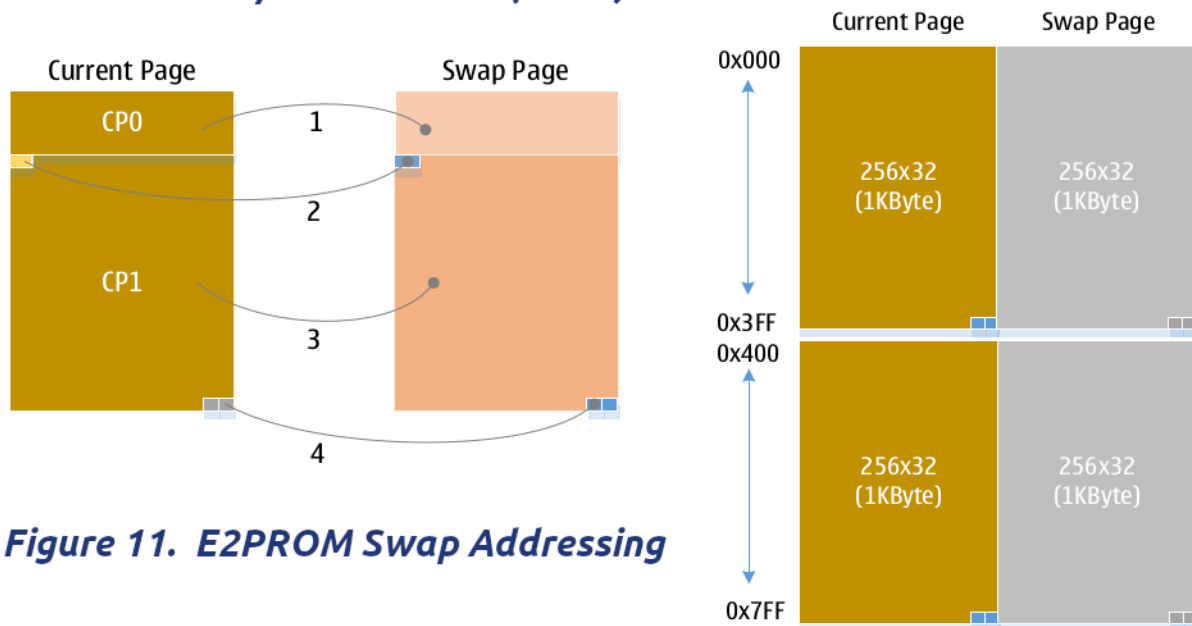 Current Page
Swap Page
CP0
1
2
CP1
3
4
Figure 11. E2PROM Swap Addressing
Current Page
Swap Page
0x000
256x32
(1KByte)
256x32
(1KByte)
0x3FF
0x400
256x32
(1KByte)
256x32
(1KByte)
0x7FF